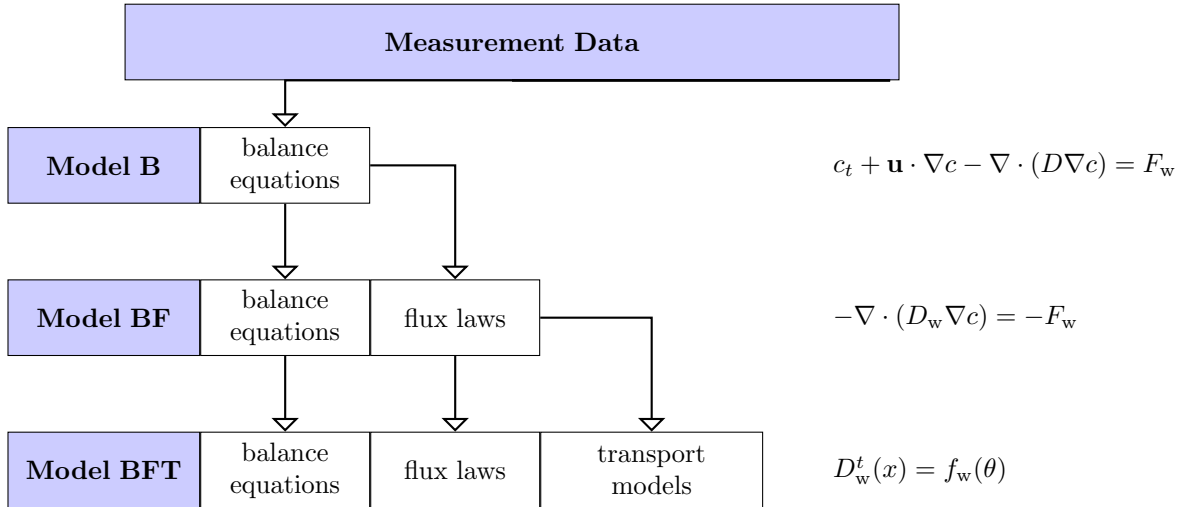 Measurement Data
Model B
balance
equations
c_t + u · ∇c − ∇ · (D∇c) = F_w
Model BF
balance
equations
flux laws
−∇ · (D_w∇c) = −F_w
Model BFT
balance
equations
flux laws
transport
models
D_w^t(x) = f_w(θ)